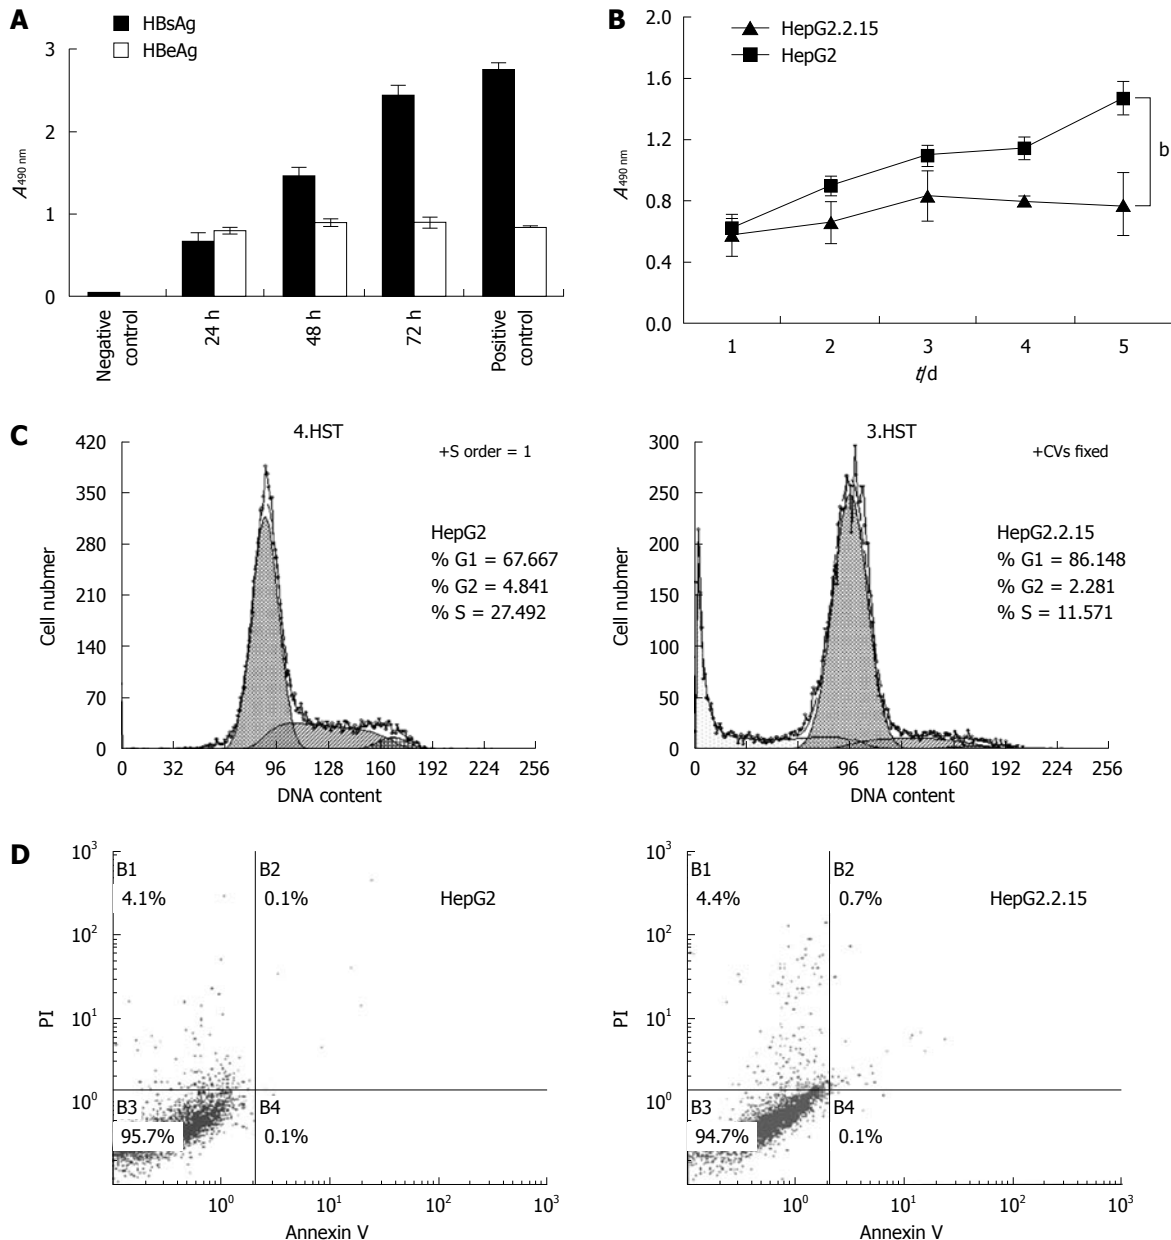 A
HBsAg
HBeAg
3
2
1
0
A490 nm
Negative control
24 h
48 h
72 h
Positive control
B
HepG2.2.15
HepG2
2.0
1.6
1.2
0.8
0.4
0.0
A490 nm
b
1 2 3 4 5
t/d
C
4.HST
+S order = 1
420
350
280
210
140
70
0
Cell nubmer
HepG2
% G1 = 67.667
% G2 = 4.841
% S = 27.492
0 32 64 96 128 160 192 224 256
DNA content
3.HST
+CVs fixed
300
250
200
150
100
50
0
Cell nubmer
HepG2.2.15
% G1 = 86.148
% G2 = 2.281
% S = 11.571
0 32 64 96 128 160 192 224 256
DNA content
D
10³
10²
10¹
10⁰
PI
B1
4.1%
B2
0.1%
HepG2
B3
95.7%
B4
0.1%
10⁰ 10¹ 10² 10³
Annexin V
10³
10²
10¹
10⁰
PI
B1
4.4%
B2
0.7%
HepG2.2.15
B3
94.7%
B4
0.1%
10⁰ 10¹ 10² 10³
Annexin V